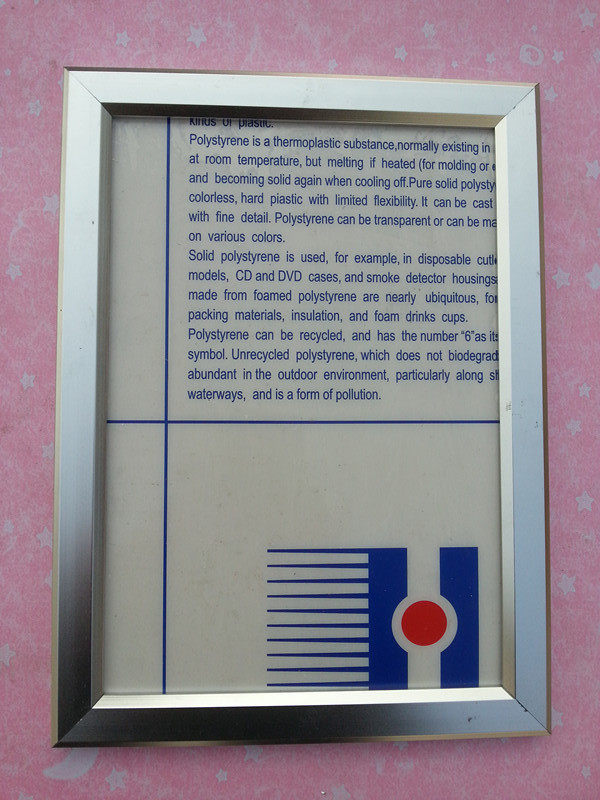 kinds of plastic.
Polystyrene is a thermoplastic substance,normally existing in
at room temperature, but melting if heated (for molding or
and becoming solid again when cooling off.Pure solid polysty
colorless, hard plastic with limited flexibility. It can be cast
with fine detail. Polystyrene can be transparent or can be ma
on various colors.
Solid polystyrene is used, for example, in disposable cutl
models, CD and DVD cases, and smoke detector housings
made from foamed polystyrene are nearly ubiquitous, for
packing materials, insulation, and foam drinks cups.
Polystyrene can be recycled, and has the number “6”as its
symbol. Unrecycled polystyrene, which does not biodegrad
abundant in the outdoor environment, particularly along sh
waterways, and is a form of pollution.